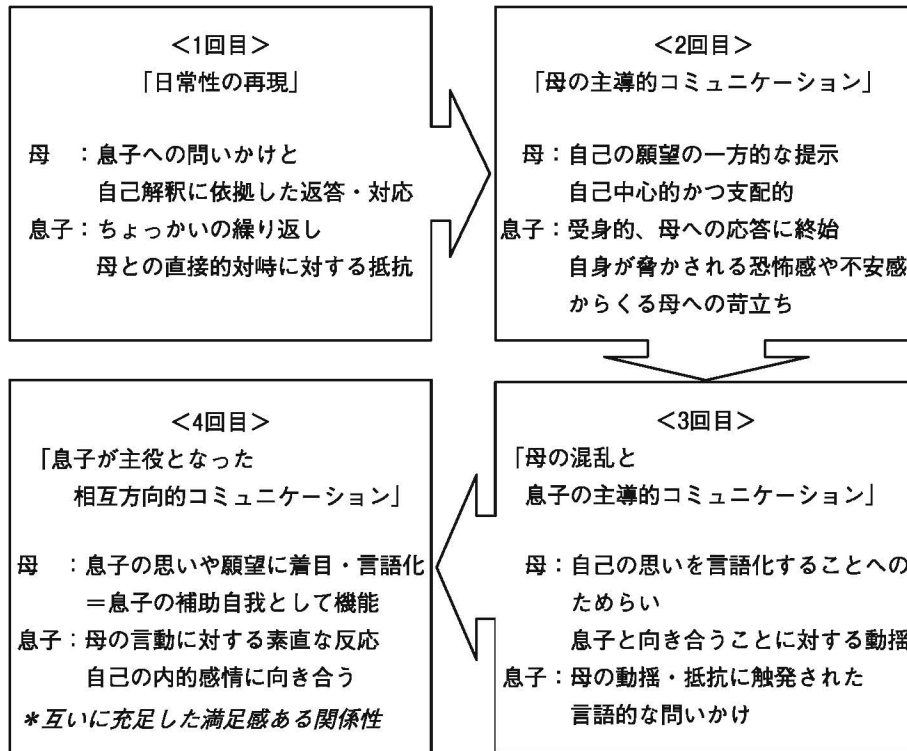 <1回目>
「日常性の再現」
母　：息子への問いかけと
自己解釈に依拠した返答・対応
息子：ちょっかいの繰り返し
母との直接的対峙に対する抵抗
<2回目>
「母の主導的コミュニケーション」
母：自己の願望の一方的な提示
自己中心的かつ支配的
息子：受身的、母への応答に終始
自身が脅かされる恐怖感や不安感
からくる母への苛立ち
<3回目>
「母の混乱と
息子の主導的コミュニケーション」
母：自己の思いを言語化することへの
ためらい
息子と向き合うことに対する動揺
息子：母の動揺・抵抗に触発された
言語的な問いかけ
<4回目>
「息子が主役となった
相互方向的コミュニケーション」
母　：息子の思いや願望に着目・言語化
＝息子の補助自我として機能
息子：母の言動に対する素直な反応
自己の内的感情に向き合う
＊互いに充足した満足感ある関係性